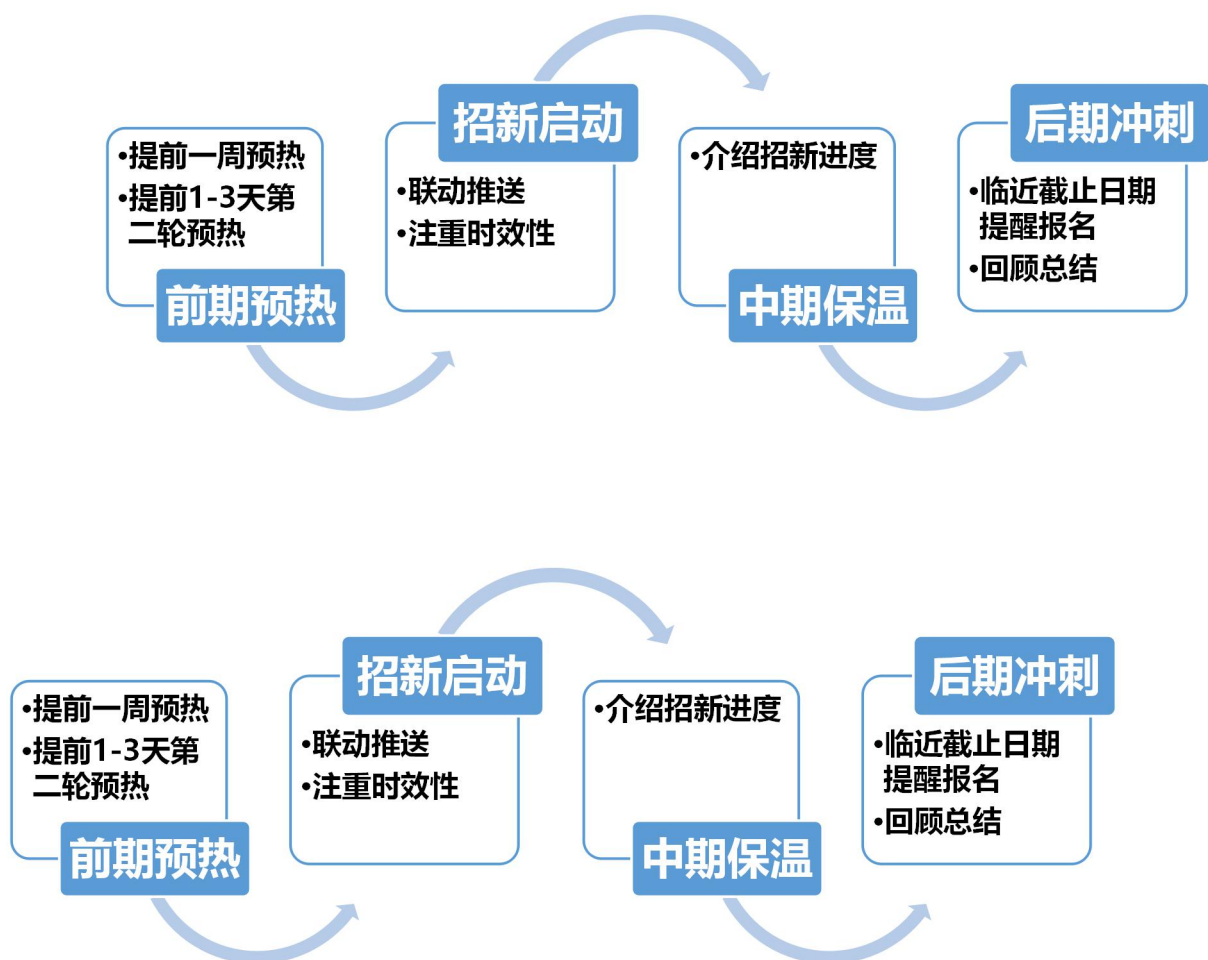 •提前一周预热
•提前1-3天第
二轮预热
前期预热
招新启动
•联动推送
•注重时效性
•介绍招新进度
中期保温
后期冲刺
•临近截止日期
提醒报名
•回顾总结
•提前一周预热
•提前1-3天第
二轮预热
前期预热
招新启动
•联动推送
•注重时效性
•介绍招新进度
中期保温
后期冲刺
•临近截止日期
提醒报名
•回顾总结